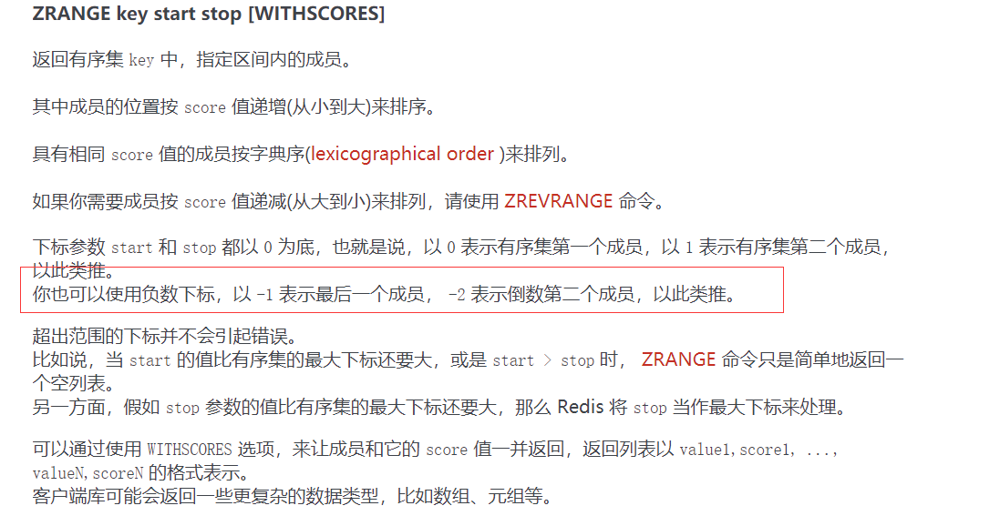 ZRANGE key start stop [WITHSCORES]
返回有序集 key 中，指定区间内的成员。
其中成员的位置按 score 值递增(从小到大)来排序。
具有相同 score 值的成员按字典序(lexicographical order )来排列。
如果你需要成员按 score 值递减(从大到小)来排列，请使用 ZREVRANGE 命令。
下标参数 start 和 stop 都以 0 为底，也就是说，以 0 表示有序集第一个成员，以 1 表示有序集第二个成员，
以此类推。
你也可以使用负数下标，以 -1 表示最后一个成员， -2 表示倒数第二个成员，以此类推。
超出范围的下标并不会引起错误。
比如说，当 start 的值比有序集的最大下标还要大，或是 start > stop 时， ZRANGE 命令只是简单地返回一
个空列表。
另一方面，假如 stop 参数的值比有序集的最大下标还要大，那么 Redis 将 stop 当作最大下标来处理。
可以通过使用 WITHSCORES 选项，来让成员和它的 score 值一并返回，返回列表以 value1,score1, ...,
valueN,scoreN 的格式表示。
客户端库可能会返回一些更复杂的数据类型，比如数组、元组等。